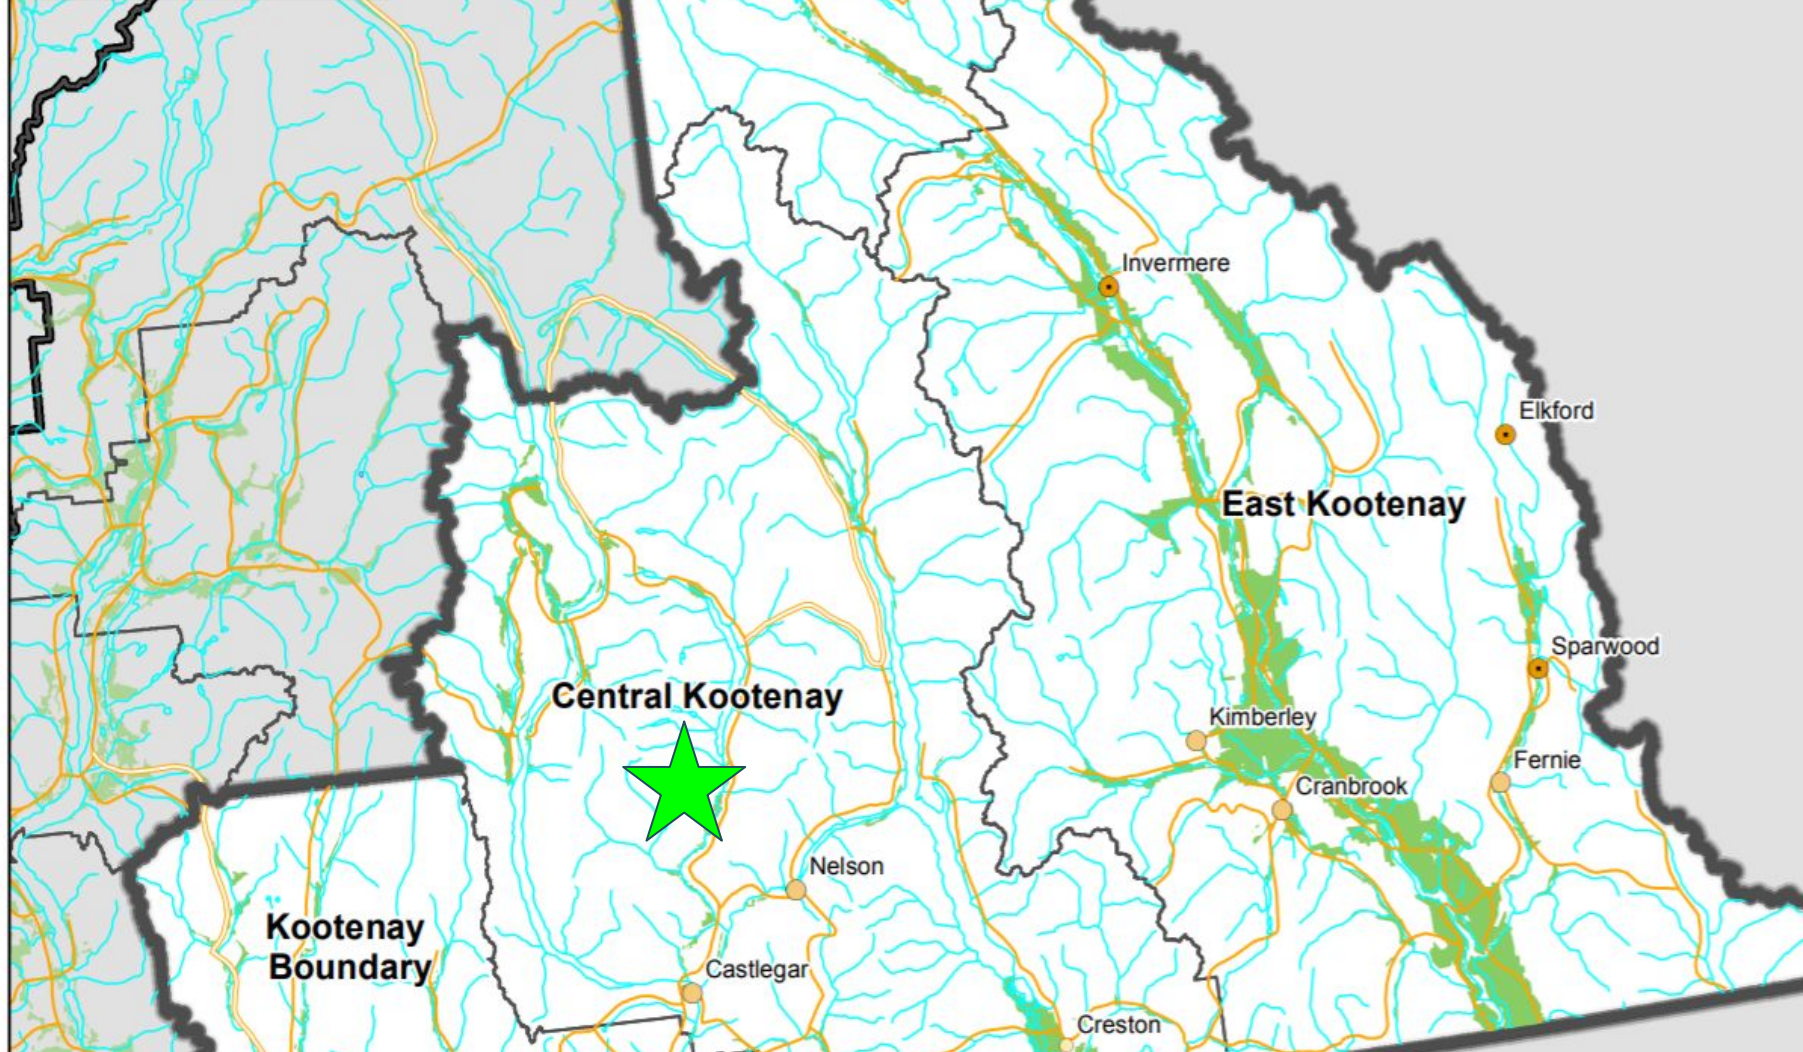 Invermere
Elkford
East Kootenay
Sparwood
Central Kootenay
Kimberley
Fernie
Cranbrook
Nelson
Kootenay
Boundary
Castlegar
Creston